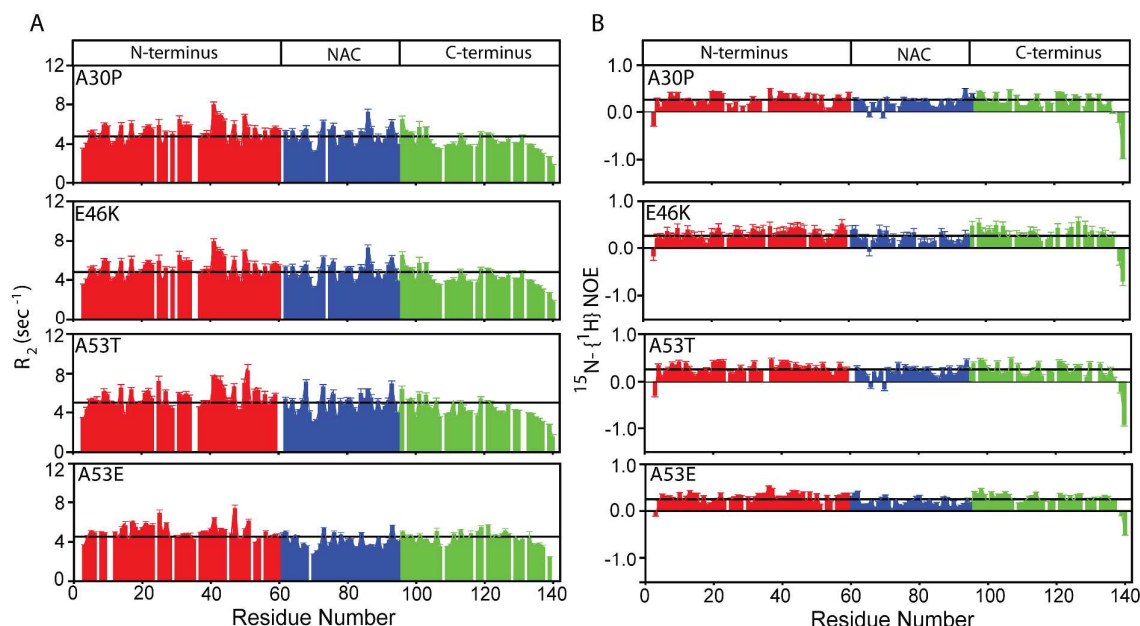 A
B
N-terminus NAC C-terminus
N-terminus NAC C-terminus
12
8
4
0
A30P
1.0
0.0
-1.0
A30P
12
8
4
0
E46K
1.0
0.0
-1.0
E46K
12
8
4
0
A53T
1.0
0.0
-1.0
A53T
12
8
4
0
A53E
1.0
0.0
-1.0
A53E
R₂ (sec⁻¹)
¹⁵N-{¹H} NOE
0 20 40 60 80 100 120 140
0 20 40 60 80 100 120 140
Residue Number
Residue Number